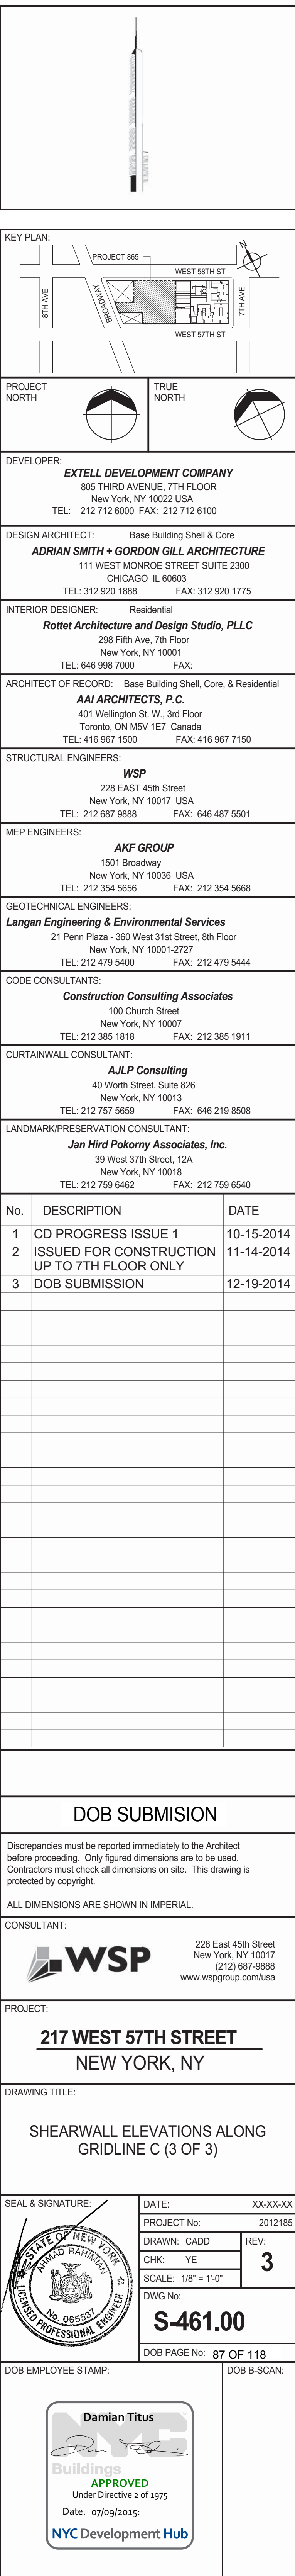 KEY PLAN:
N
PROJECT 865
WEST 58TH ST
8TH AVE
BROADWAY
7TH AVE
WEST 57TH ST
PROJECT
NORTH
TRUE
NORTH
DEVELOPER:
EXTELL DEVELOPMENT COMPANY
805 THIRD AVENUE, 7TH FLOOR
New York, NY 10022 USA
TEL: 212 712 6000 FAX: 212 712 6100
DESIGN ARCHITECT: Base Building Shell & Core
ADRIAN SMITH + GORDON GILL ARCHITECTURE
111 WEST MONROE STREET SUITE 2300
CHICAGO IL 60603
TEL: 312 920 1888 FAX: 312 920 1775
INTERIOR DESIGNER: Residential
Rottet Architecture and Design Studio, PLLC
298 Fifth Ave, 7th Floor
New York, NY 10001
TEL: 646 998 7000 FAX:
ARCHITECT OF RECORD: Base Building Shell, Core, & Residential
AAI ARCHITECTS, P.C.
401 Wellington St. W., 3rd Floor
Toronto, ON M5V 1E7 Canada
TEL: 416 967 1500 FAX: 416 967 7150
STRUCTURAL ENGINEERS:
WSP
228 EAST 45th Street
New York, NY 10017 USA
TEL: 212 687 9888 FAX: 646 487 5501
MEP ENGINEERS:
AKF GROUP
1501 Broadway
New York, NY 10036 USA
TEL: 212 354 5656 FAX: 212 354 5668
GEOTECHNICAL ENGINEERS:
Langan Engineering & Environmental Services
21 Penn Plaza - 360 West 31st Street, 8th Floor
New York, NY 10001-2727
TEL: 212 479 5400 FAX: 212 479 5444
CODE CONSULTANTS:
Construction Consulting Associates
100 Church Street
New York, NY 10007
TEL: 212 385 1818 FAX: 212 385 1911
CURTAINWALL CONSULTANT:
AJLP Consulting
40 Worth Street. Suite 826
New York, NY 10013
TEL: 212 757 5659 FAX: 646 219 8508
LANDMARK/PRESERVATION CONSULTANT:
Jan Hird Pokorny Associates, Inc.
39 West 37th Street, 12A
New York, NY 10018
TEL: 212 759 6462 FAX: 212 759 6540
No. DESCRIPTION DATE
1 CD PROGRESS ISSUE 1 10-15-2014
2 ISSUED FOR CONSTRUCTION 11-14-2014
UP TO 7TH FLOOR ONLY
3 DOB SUBMISSION 12-19-2014
DOB SUBMISION
Discrepancies must be reported immediately to the Architect
before proceeding. Only figured dimensions are to be used.
Contractors must check all dimensions on site. This drawing is
protected by copyright.
ALL DIMENSIONS ARE SHOWN IN IMPERIAL.
CONSULTANT:
WSP
228 East 45th Street
New York, NY 10017
(212) 687-9888
www.wspgroup.com/usa
PROJECT:
217 WEST 57TH STREET
NEW YORK, NY
DRAWING TITLE:
SHEARWALL ELEVATIONS ALONG
GRIDLINE C (3 OF 3)
SEAL & SIGNATURE:
STATE OF NEW YORK
AHMAD RAHIMIAN
No. 065537
LICENSED PROFESSIONAL ENGINEER
DATE: XX-XX-XX
PROJECT No: 2012185
DRAWN: CADD
REV:
3
CHK: YE
SCALE: 1/8" = 1'-0"
DWG No:
S-461.00
DOB PAGE No: 87 OF 118
DOB EMPLOYEE STAMP:
DOB B-SCAN:
Damian Titus
NYC
Buildings
APPROVED
Under Directive 2 of 1975
Date: 07/09/2015:
NYC Development Hub